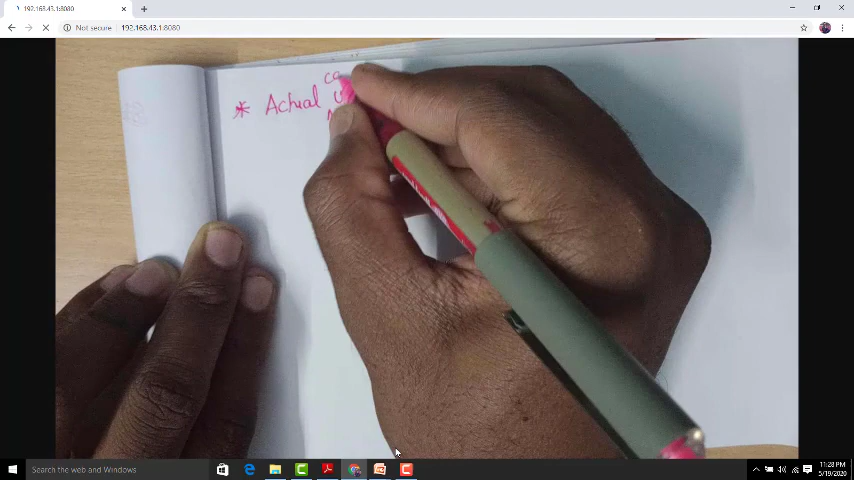 192.168.43.1:8080
Not secure 192.168.43.1:8080
* Actual
Search the web and Windows
11:28 PM
5/19/2020